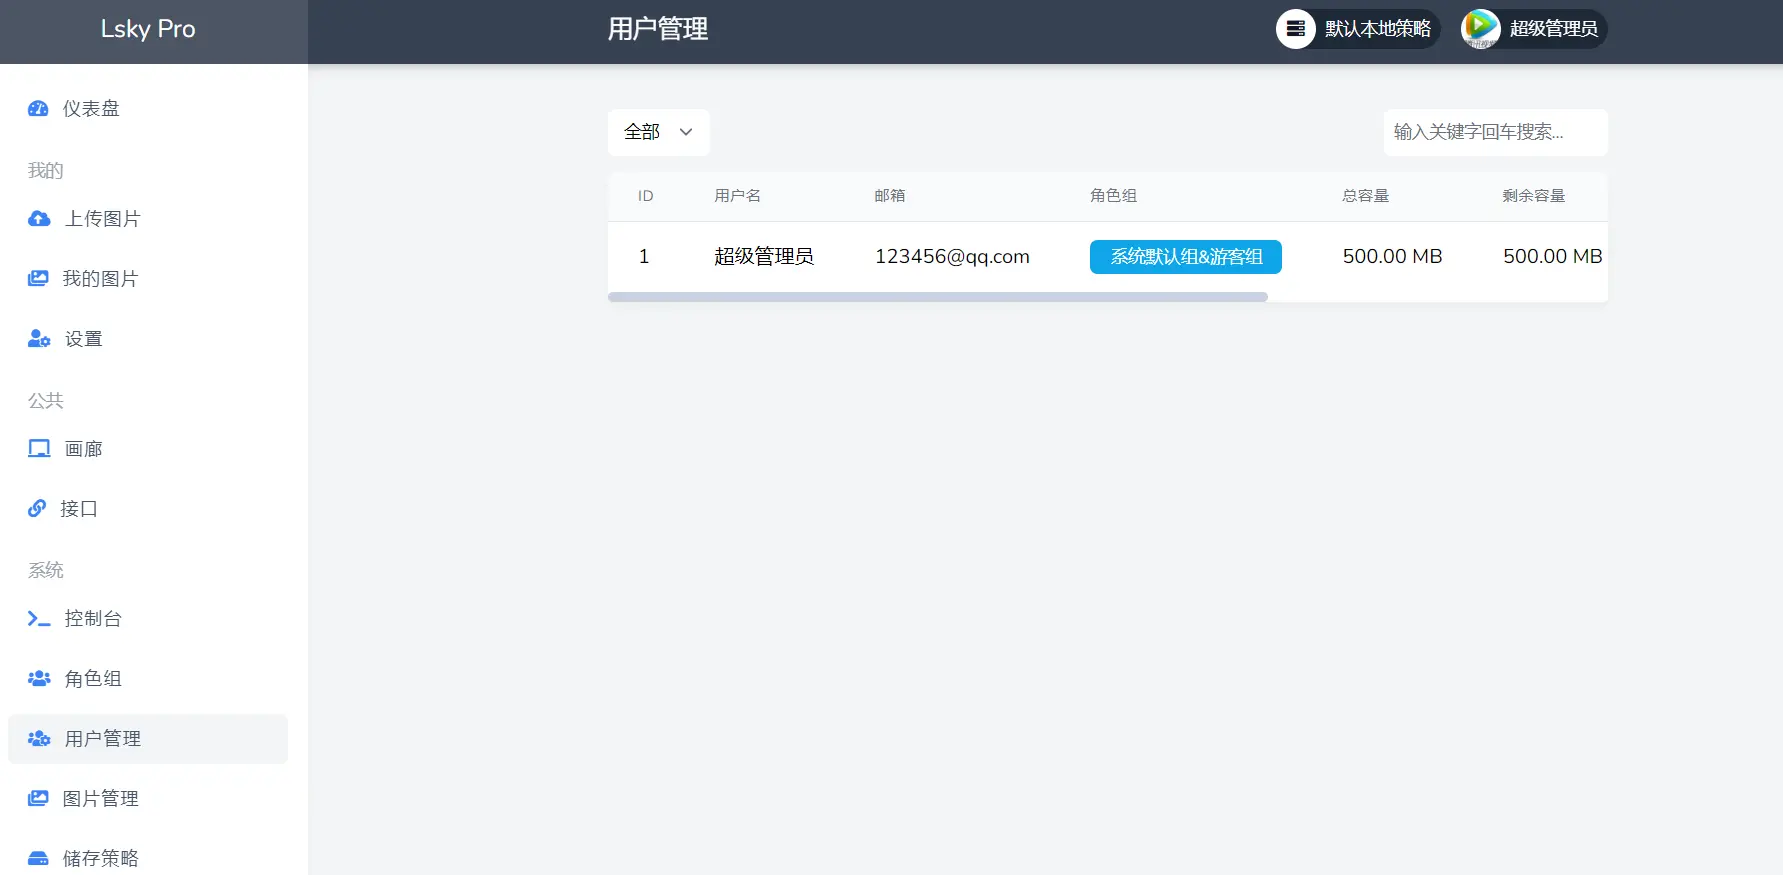 Lsky Pro
用户管理
默认本地策略
超级管理员
仪表盘
我的
上传图片
我的图片
设置
公共
画廊
接口
系统
控制台
角色组
用户管理
图片管理
储存策略
全部
输入关键字回车搜索...
ID 用户名 邮箱 角色组 总容量 剩余容量
1 超级管理员 123456@qq.com 系统默认组&游客组 500.00 MB 500.00 MB